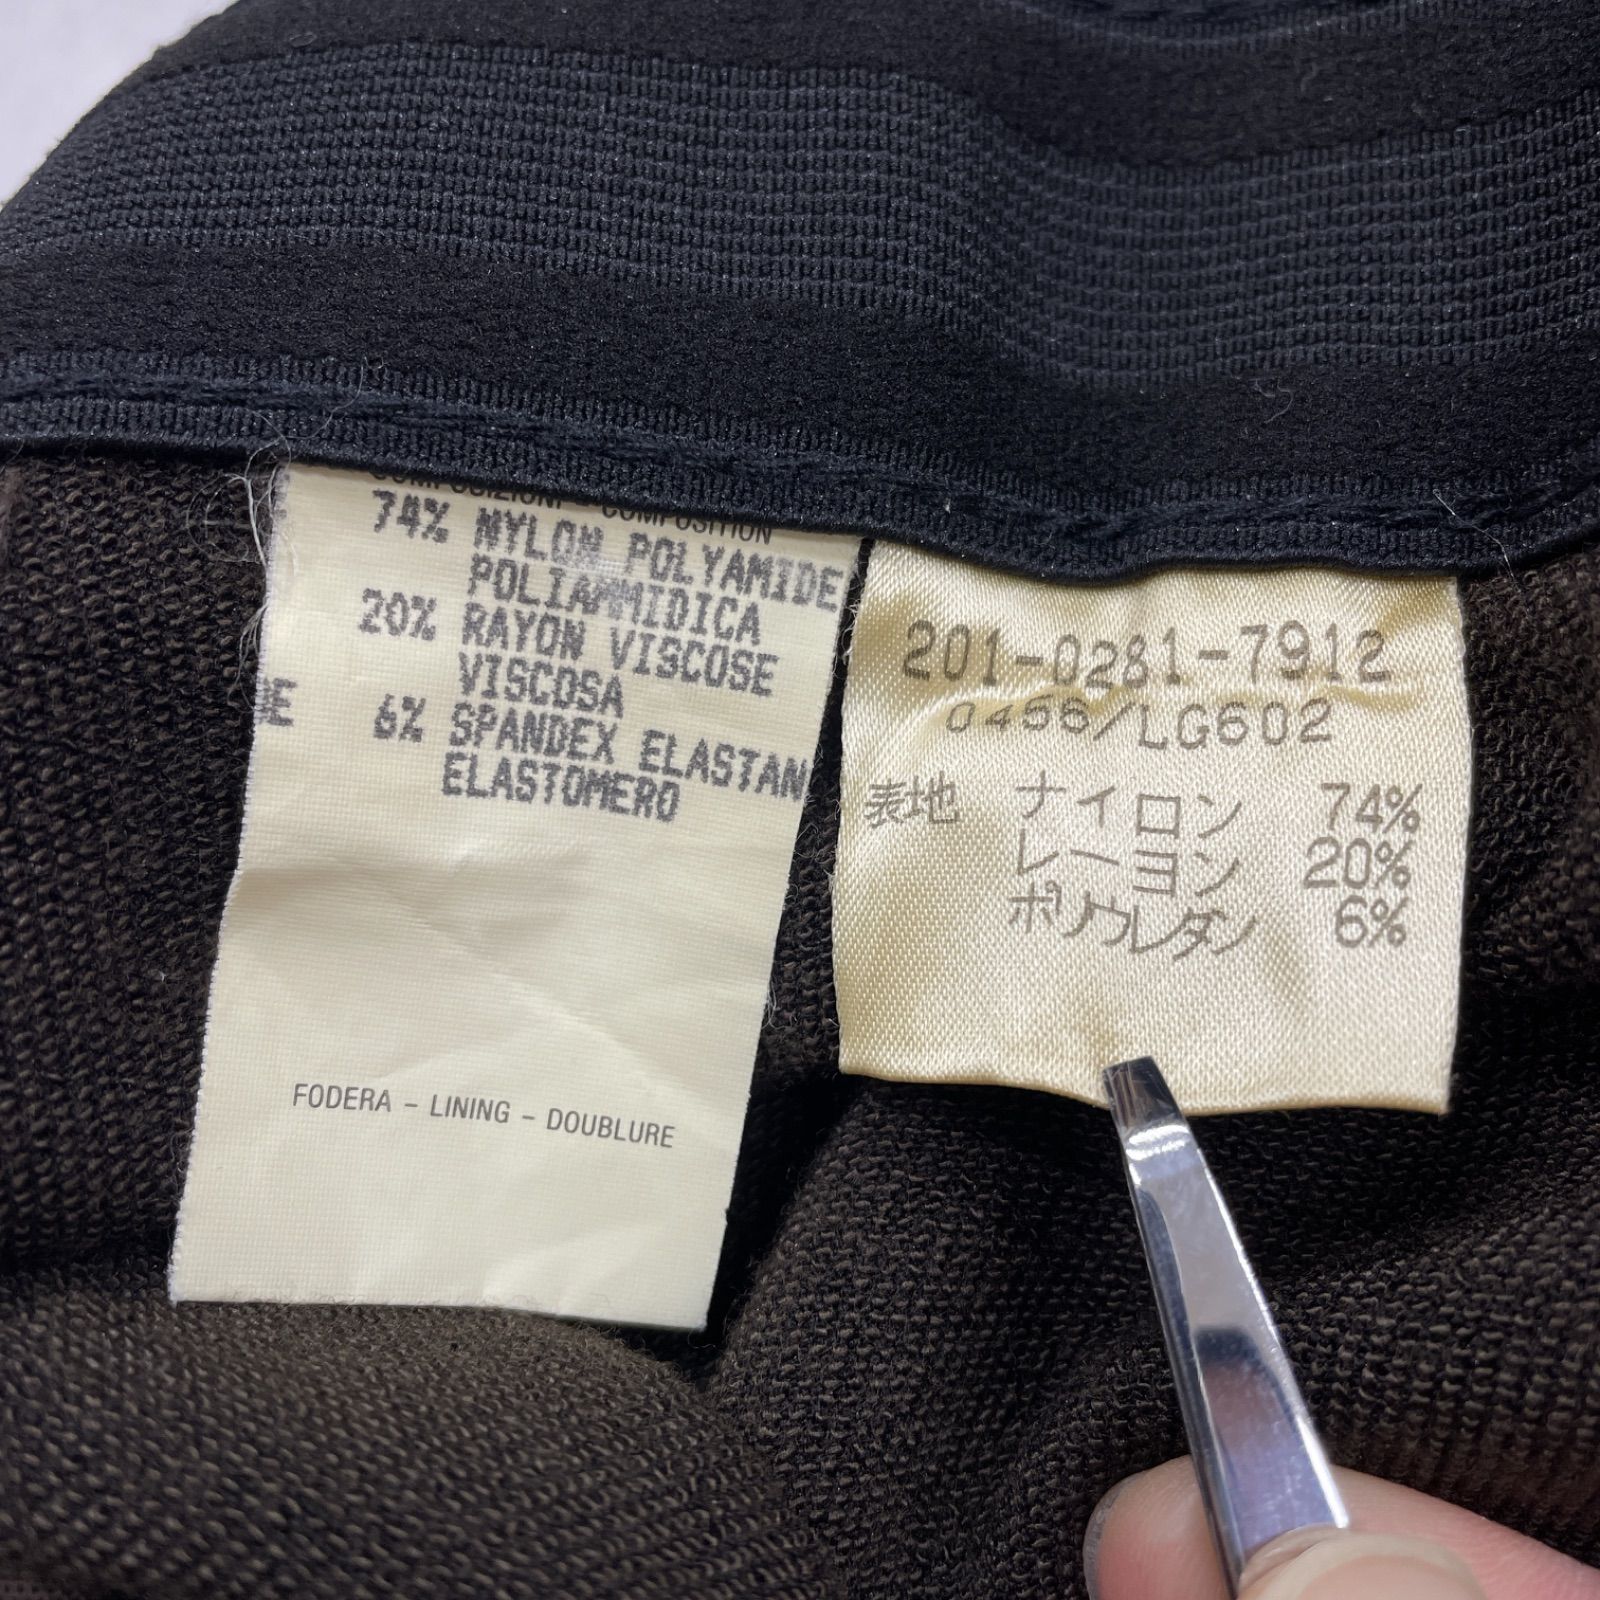 COMPOSIZIONE - COMPOSITION
74% NYLON POLYAMIDE
POLIAMMIDICA
20% RAYON VISCOSE
VISCOSA
6% SPANDEX ELASTAN
ELASTOMERO
FODERA - LINING - DOUBLURE
201-0281-7912
0456/LG602
表地 ナイロン 74%
レーヨン 20%
ポリウレタン 6%